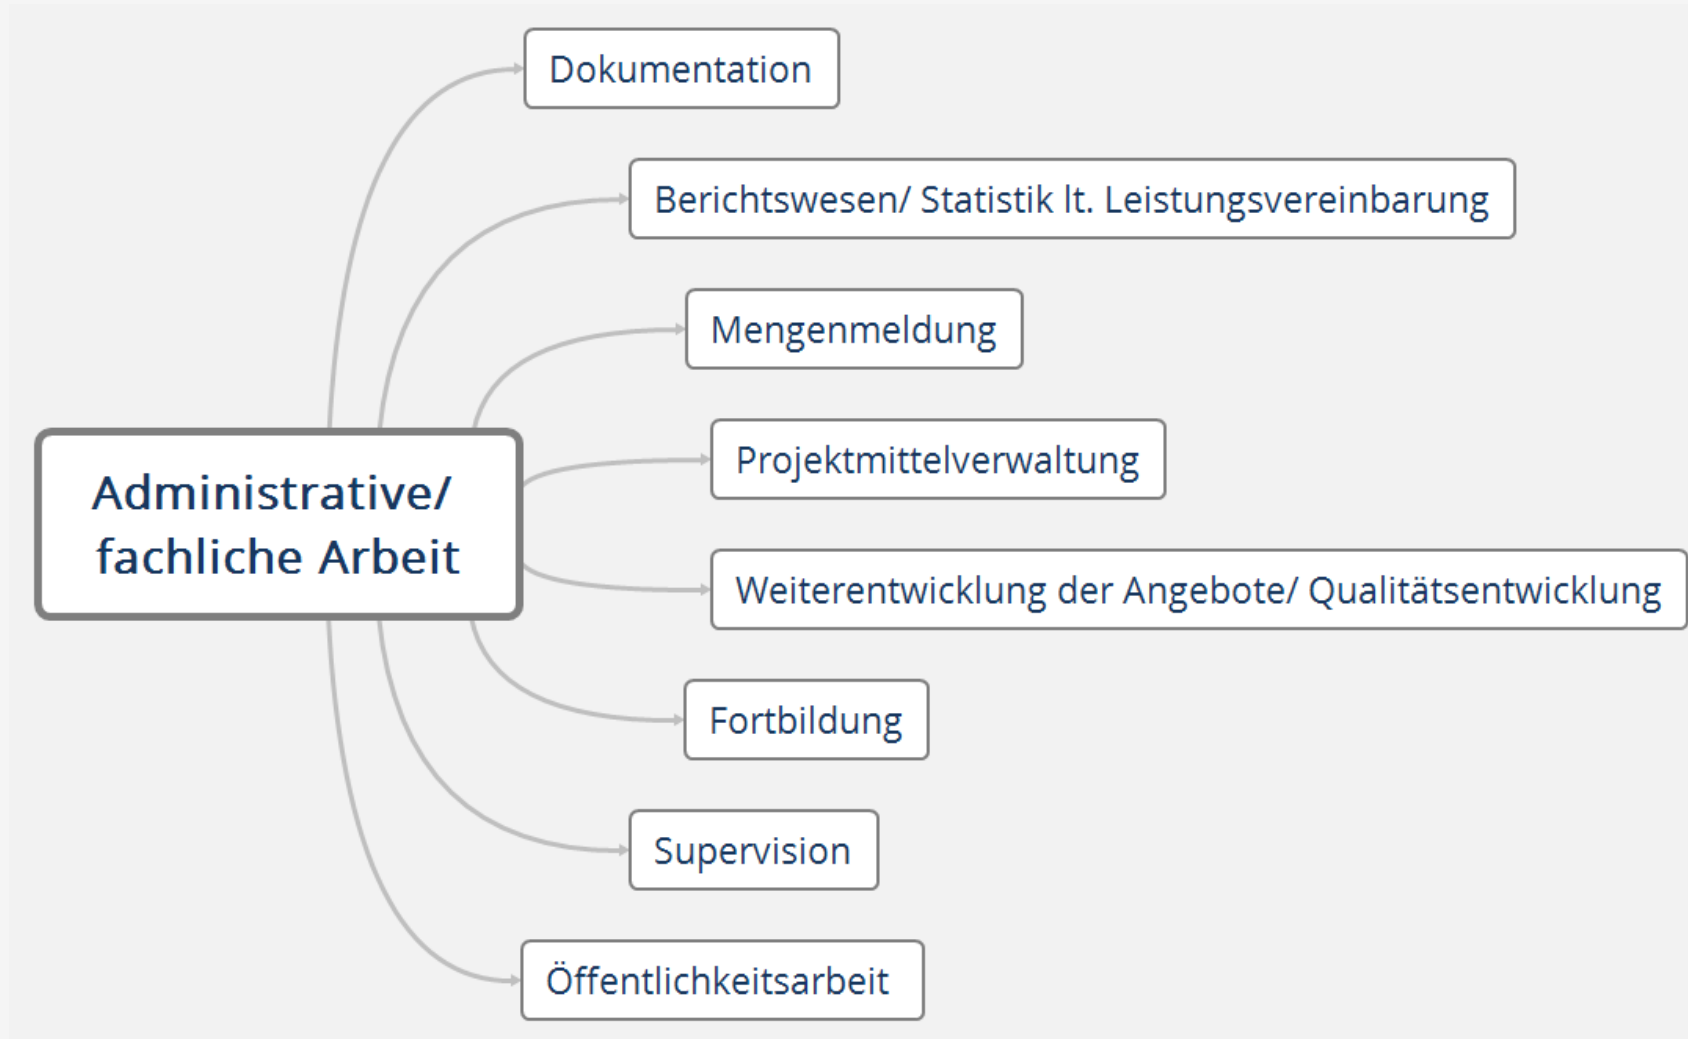 Dokumentation
Berichtswesen/ Statistik lt. Leistungsvereinbarung
Mengenmeldung
Projektmittelverwaltung
Administrative/
fachliche Arbeit
Weiterentwicklung der Angebote/ Qualitätsentwicklung
Fortbildung
Supervision
Öffentlichkeitsarbeit